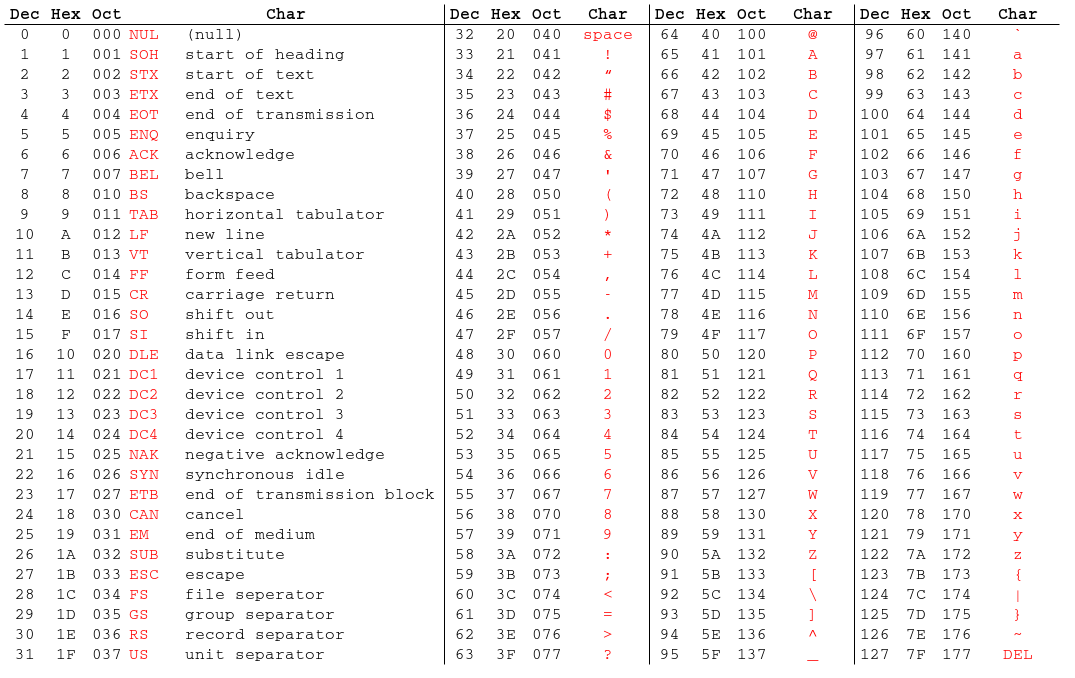 Dec Hex Oct Char Dec Hex Oct Char Dec Hex Oct Char Dec Hex Oct Char
0 0 000 NUL (null) 32 20 040 space 64 40 100 @ 96 60 140 `
1 1 001 SOH start of heading 33 21 041 ! 65 41 101 A 97 61 141 a
2 2 002 STX start of text 34 22 042 “ 66 42 102 B 98 62 142 b
3 3 003 ETX end of text 35 23 043 # 67 43 103 C 99 63 143 c
4 4 004 EOT end of transmission 36 24 044 $ 68 44 104 D 100 64 144 d
5 5 005 ENQ enquiry 37 25 045 % 69 45 105 E 101 65 145 e
6 6 006 ACK acknowledge 38 26 046 & 70 46 106 F 102 66 146 f
7 7 007 BEL bell 39 27 047 ' 71 47 107 G 103 67 147 g
8 8 010 BS backspace 40 28 050 ( 72 48 110 H 104 68 150 h
9 9 011 TAB horizontal tabulator 41 29 051 ) 73 49 111 I 105 69 151 i
10 A 012 LF new line 42 2A 052 * 74 4A 112 J 106 6A 152 j
11 B 013 VT vertical tabulator 43 2B 053 + 75 4B 113 K 107 6B 153 k
12 C 014 FF form feed 44 2C 054 , 76 4C 114 L 108 6C 154 l
13 D 015 CR carriage return 45 2D 055 - 77 4D 115 M 109 6D 155 m
14 E 016 SO shift out 46 2E 056 . 78 4E 116 N 110 6E 156 n
15 F 017 SI shift in 47 2F 057 / 79 4F 117 O 111 6F 157 o
16 10 020 DLE data link escape 48 30 060 0 80 50 120 P 112 70 160 p
17 11 021 DC1 device control 1 49 31 061 1 81 51 121 Q 113 71 161 q
18 12 022 DC2 device control 2 50 32 062 2 82 52 122 R 114 72 162 r
19 13 023 DC3 device control 3 51 33 063 3 83 53 123 S 115 73 163 s
20 14 024 DC4 device control 4 52 34 064 4 84 54 124 T 116 74 164 t
21 15 025 NAK negative acknowledge 53 35 065 5 85 55 125 U 117 75 165 u
22 16 026 SYN synchronous idle 54 36 066 6 86 56 126 V 118 76 166 v
23 17 027 ETB end of transmission block 55 37 067 7 87 57 127 W 119 77 167 w
24 18 030 CAN cancel 56 38 070 8 88 58 130 X 120 78 170 x
25 19 031 EM end of medium 57 39 071 9 89 59 131 Y 121 79 171 y
26 1A 032 SUB substitute 58 3A 072 : 90 5A 132 Z 122 7A 172 z
27 1B 033 ESC escape 59 3B 073 ; 91 5B 133 [ 123 7B 173 {
28 1C 034 FS file seperator 60 3C 074 < 92 5C 134 \ 124 7C 174 |
29 1D 035 GS group separator 61 3D 075 = 93 5D 135 ] 125 7D 175 }
30 1E 036 RS record separator 62 3E 076 > 94 5E 136 ^ 126 7E 176 ~
31 1F 037 US unit separator 63 3F 077 ? 95 5F 137 _ 127 7F 177 DEL